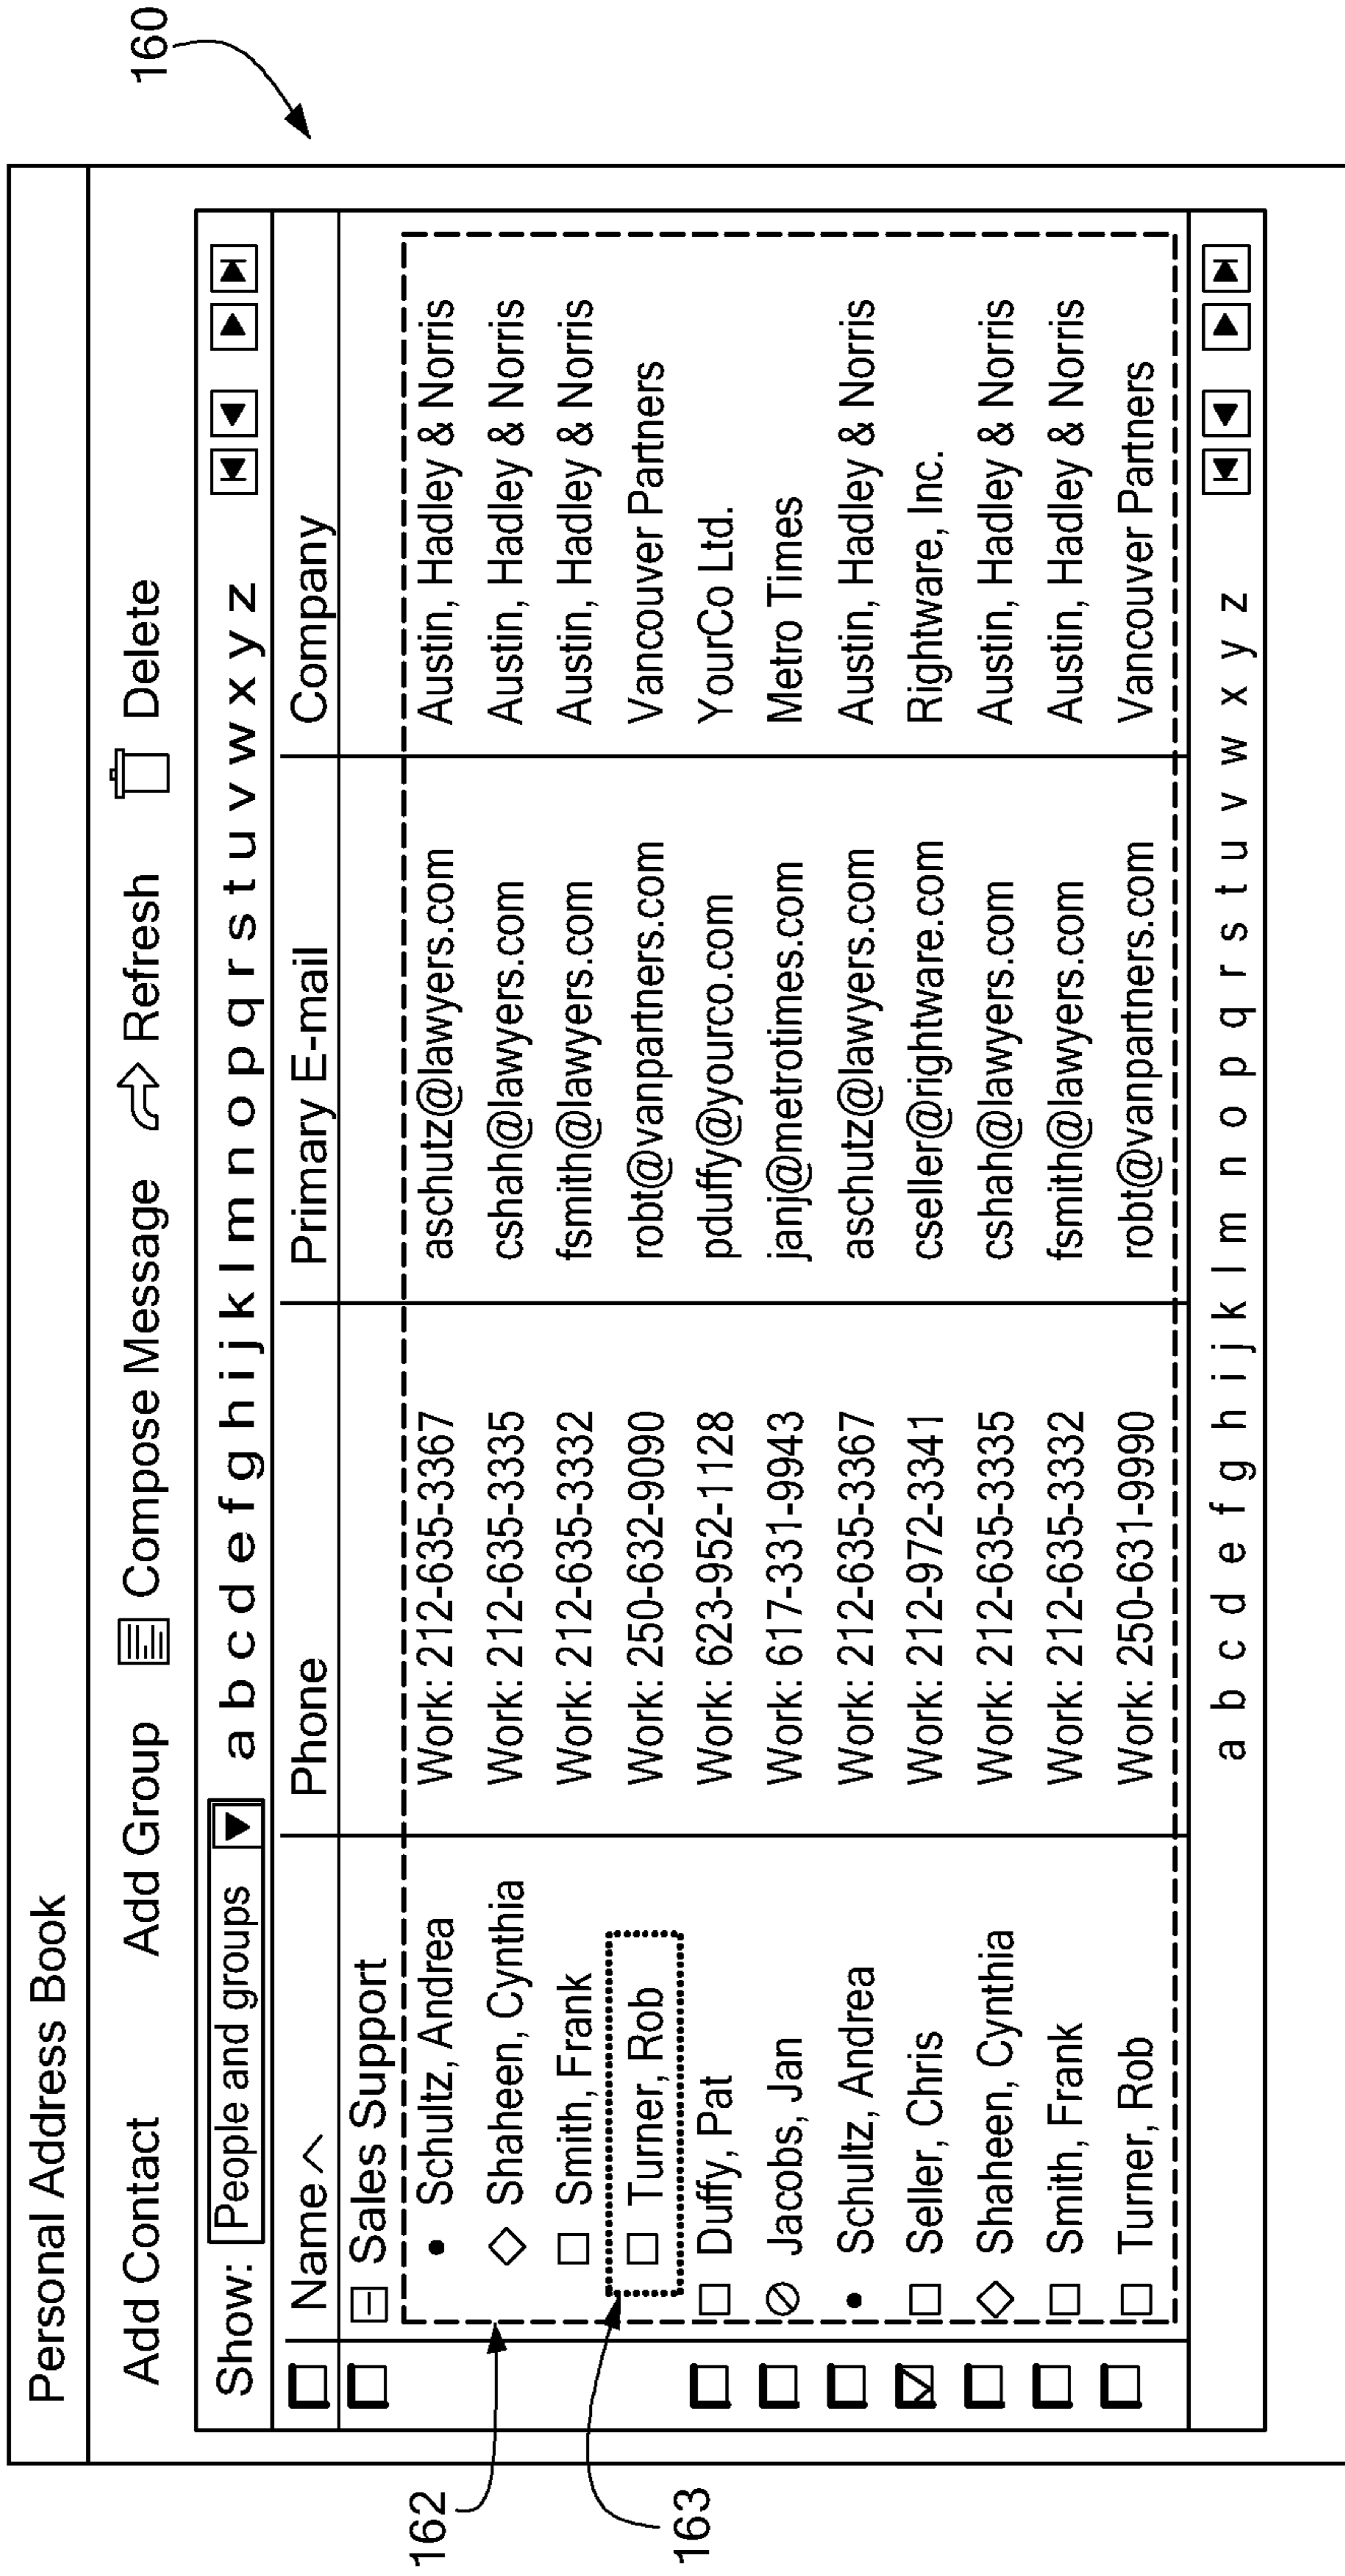 160
Personal Address Book
Add Contact Add Group Compose Message Refresh Delete
Show: People and groups a b c d e f g h i j k l m n o p q r s t u v w x y z
Name Phone Primary E-mail Company
Sales Support
Schultz, Andrea Work: 212-635-3367 aschutz@lawyers.com Austin, Hadley & Norris
Shaheen, Cynthia Work: 212-635-3335 cshah@lawyers.com Austin, Hadley & Norris
Smith, Frank Work: 212-635-3332 fsmith@lawyers.com Austin, Hadley & Norris
Turner, Rob Work: 250-632-9090 robt@vanpartners.com Vancouver Partners
Duffy, Pat Work: 623-952-1128 pduffy@yourco.com YourCo Ltd.
Jacobs, Jan Work: 617-331-9943 janj@metrotimes.com Metro Times
Schultz, Andrea Work: 212-635-3367 aschutz@lawyers.com Austin, Hadley & Norris
Seller, Chris Work: 212-972-3341 cseller@rightware.com Rightware, Inc.
Shaheen, Cynthia Work: 212-635-3335 cshah@lawyers.com Austin, Hadley & Norris
Smith, Frank Work: 212-635-3332 fsmith@lawyers.com Austin, Hadley & Norris
Turner, Rob Work: 250-631-9990 robt@vanpartners.com Vancouver Partners
a b c d e f g h i j k l m n o p q r s t u v w x y z
162
163